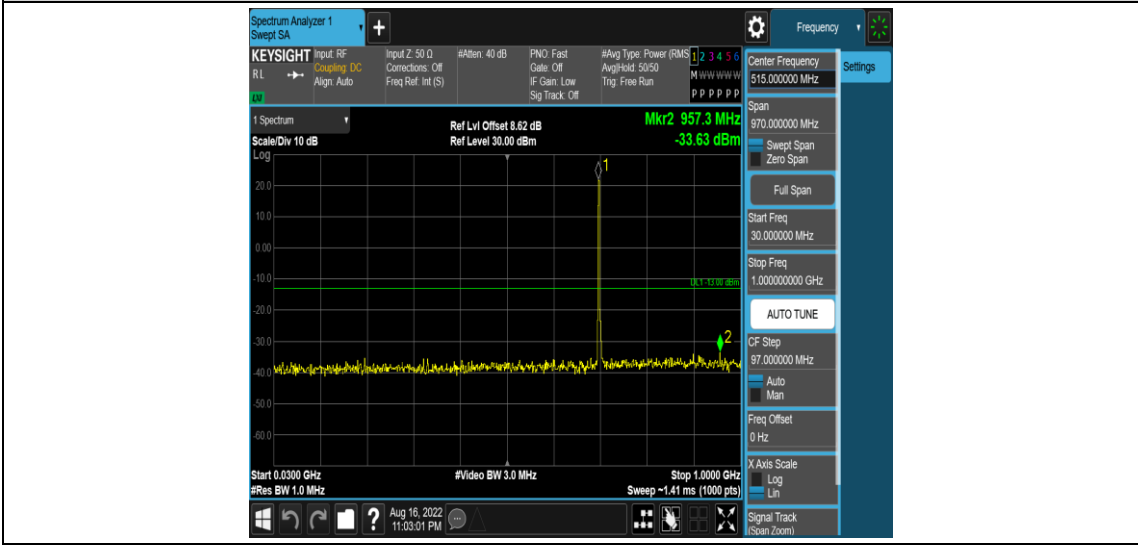 Spectrum Analyzer 1
Swept SA
+
Frequency
KEYSIGHT
RL
Input: RF
Coupling: DC
Align: Auto
Input Z: 50 Ω
Corrections: Off
Freq Ref: Int (S)
#Atten: 40 dB
PNO: Fast
Gate: Off
IF Gain: Low
Sig Track: Off
#Avg Type: Power (RMS
Avg|Hold: 50/50
Trig: Free Run
1 2 3 4 5 6
M W W W W W
P P P P P P
1 Spectrum
Scale/Div 10 dB
Log
Ref Lvl Offset 8.62 dB
Ref Level 30.00 dBm
Mkr2 957.3 MHz
-33.63 dBm
1
20.0
10.0
0.00
-10.0
DL1 -13.00 dBm
-20.0
-30.0
2
-40.0
-50.0
-60.0
Start 0.0300 GHz
#Res BW 1.0 MHz
#Video BW 3.0 MHz
Stop 1.0000 GHz
Sweep ~1.41 ms (1000 pts)
?
Aug 16, 2022
11:03:01 PM
Center Frequency
515.000000 MHz
Settings
Span
970.000000 MHz
Swept Span
Zero Span
Full Span
Start Freq
30.000000 MHz
Stop Freq
1.000000000 GHz
AUTO TUNE
CF Step
97.000000 MHz
Auto
Man
Freq Offset
0 Hz
X Axis Scale
Log
Lin
Signal Track
(Span Zoom)